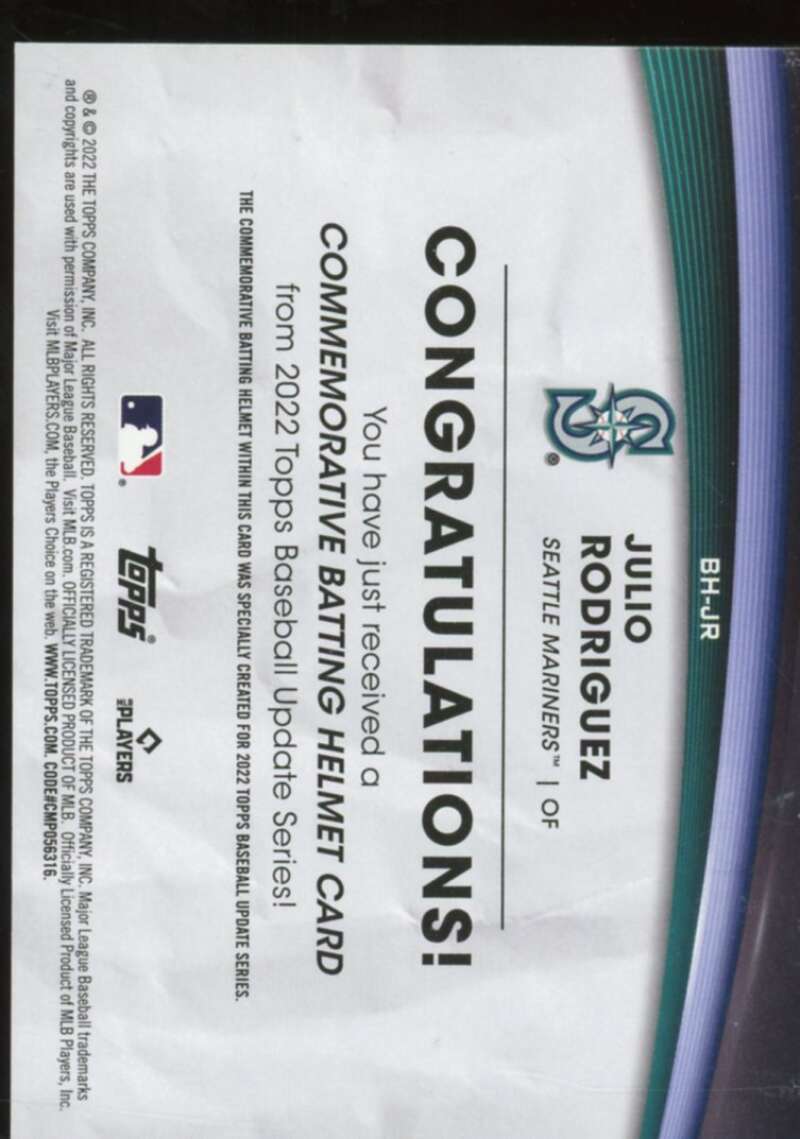 BH-JR
JULIO
RODRIGUEZ
SEATTLE MARINERS™ | OF
CONGRATULATIONS!
You have just received a
COMMEMORATIVE BATTING HELMET CARD
from 2022 Topps Baseball Update Series!
THE COMMEMORATIVE BATTING HELMET WITHIN THIS CARD WAS SPECIALLY CREATED FOR 2022 TOPPS BASEBALL UPDATE SERIES.
topps®
MLB PLAYERS
® & © 2022 THE TOPPS COMPANY, INC. ALL RIGHTS RESERVED. TOPPS IS A REGISTERED TRADEMARK OF THE TOPPS COMPANY, INC. Major League Baseball trademarks
and copyrights are used with permission of Major League Baseball. Visit MLB.com. OFFICIALLY LICENSED PRODUCT OF MLB. Officially Licensed Product of MLB Players, Inc.
Visit MLBPLAYERS.COM, the Players Choice on the web. WWW.TOPPS.COM. CODE#CMP056316.